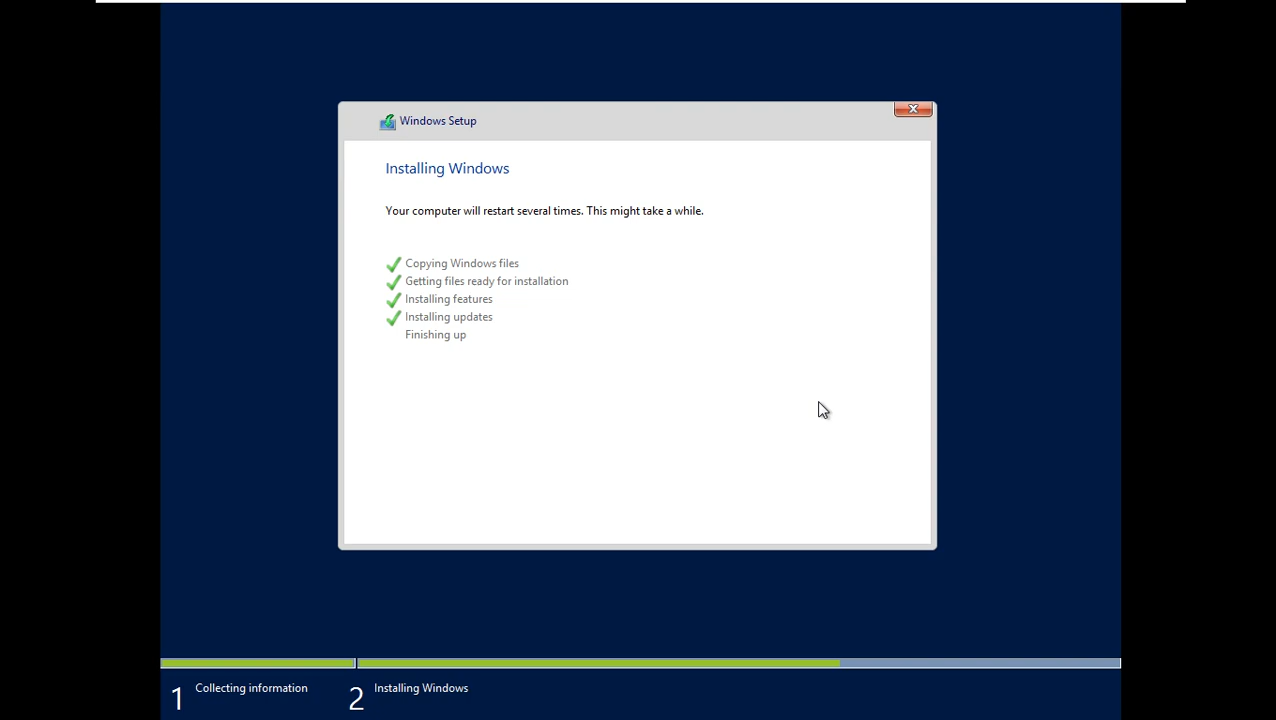 Windows Setup
Installing Windows
Your computer will restart several times. This might take a while.
Copying Windows files
Getting files ready for installation
Installing features
Installing updates
Finishing up
1 Collecting information
2 Installing Windows